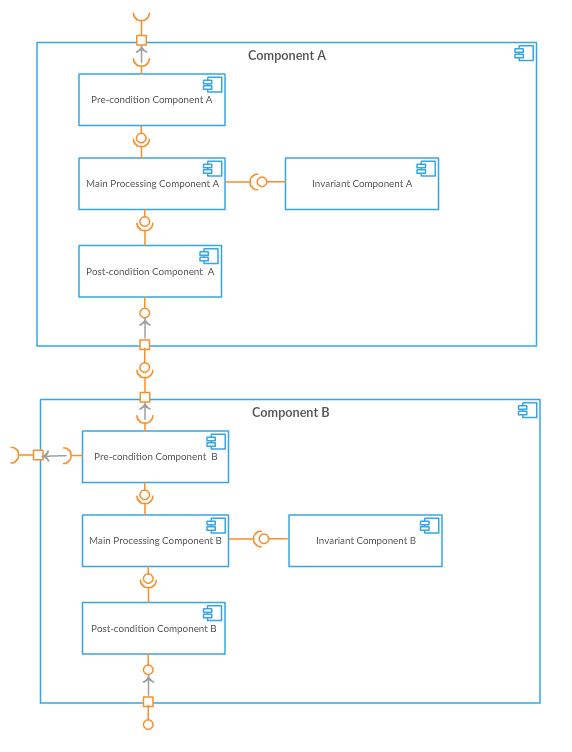 Component A
Pre-condition Component A
Main Processing Component A
Invariant Component A
Post-condition Component A
Component B
Pre-condition Component B
Main Processing Component B
Invariant Component B
Post-condition Component B